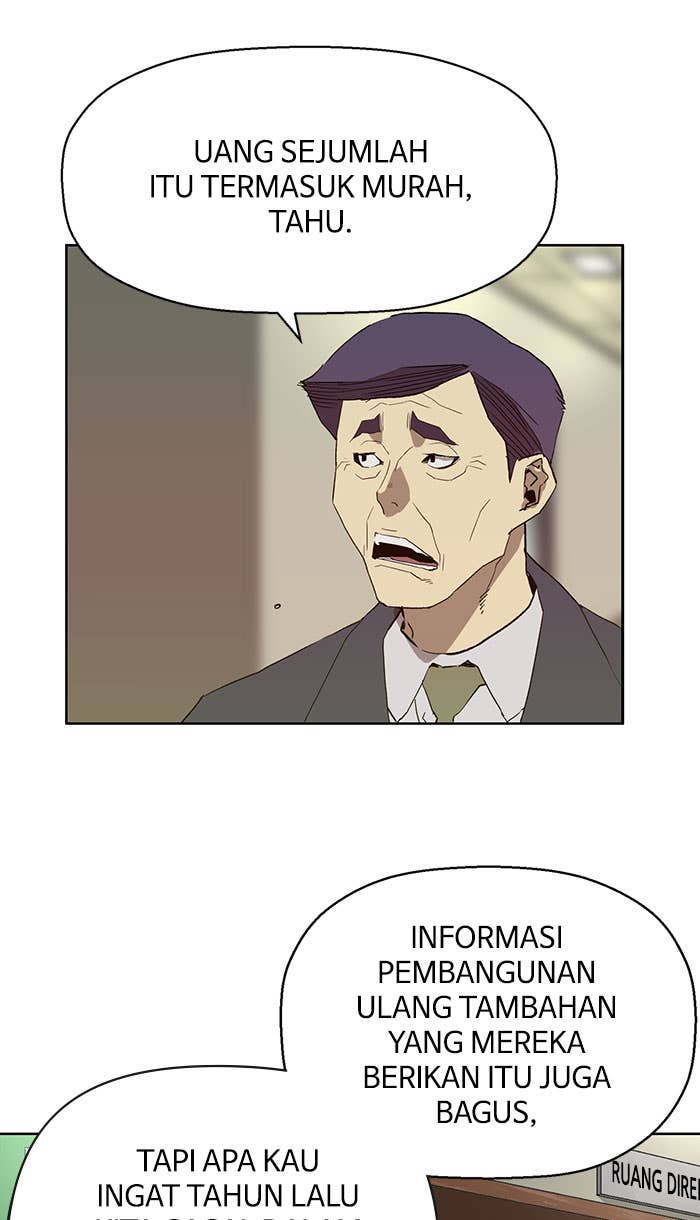 UANG SEJUMLAH
ITU TERMASUK MURAH,
TAHU.
INFORMASI
PEMBANGUNAN
ULANG TAMBAHAN
YANG MEREKA
BERIKAN ITU JUGA
BAGUS,
TAPI APA KAU
INGAT TAHUN LALU
RUANG DIRE